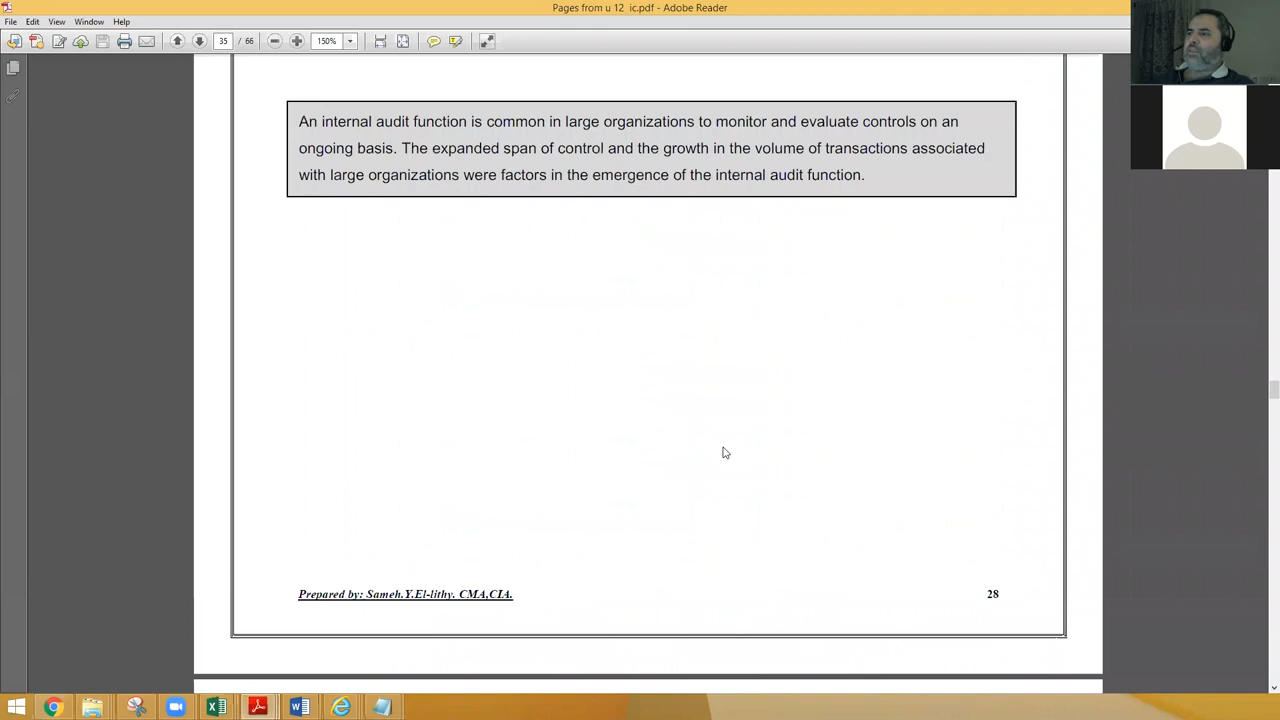 Pages from u 12 ic.pdf - Adobe Reader
File Edit View Window Help
35 / 66 150%
An internal audit function is common in large organizations to monitor and evaluate controls on an
ongoing basis. The expanded span of control and the growth in the volume of transactions associated
with large organizations were factors in the emergence of the internal audit function.
Prepared by: Sameh.Y.El-lithy. CMA,CIA. 28